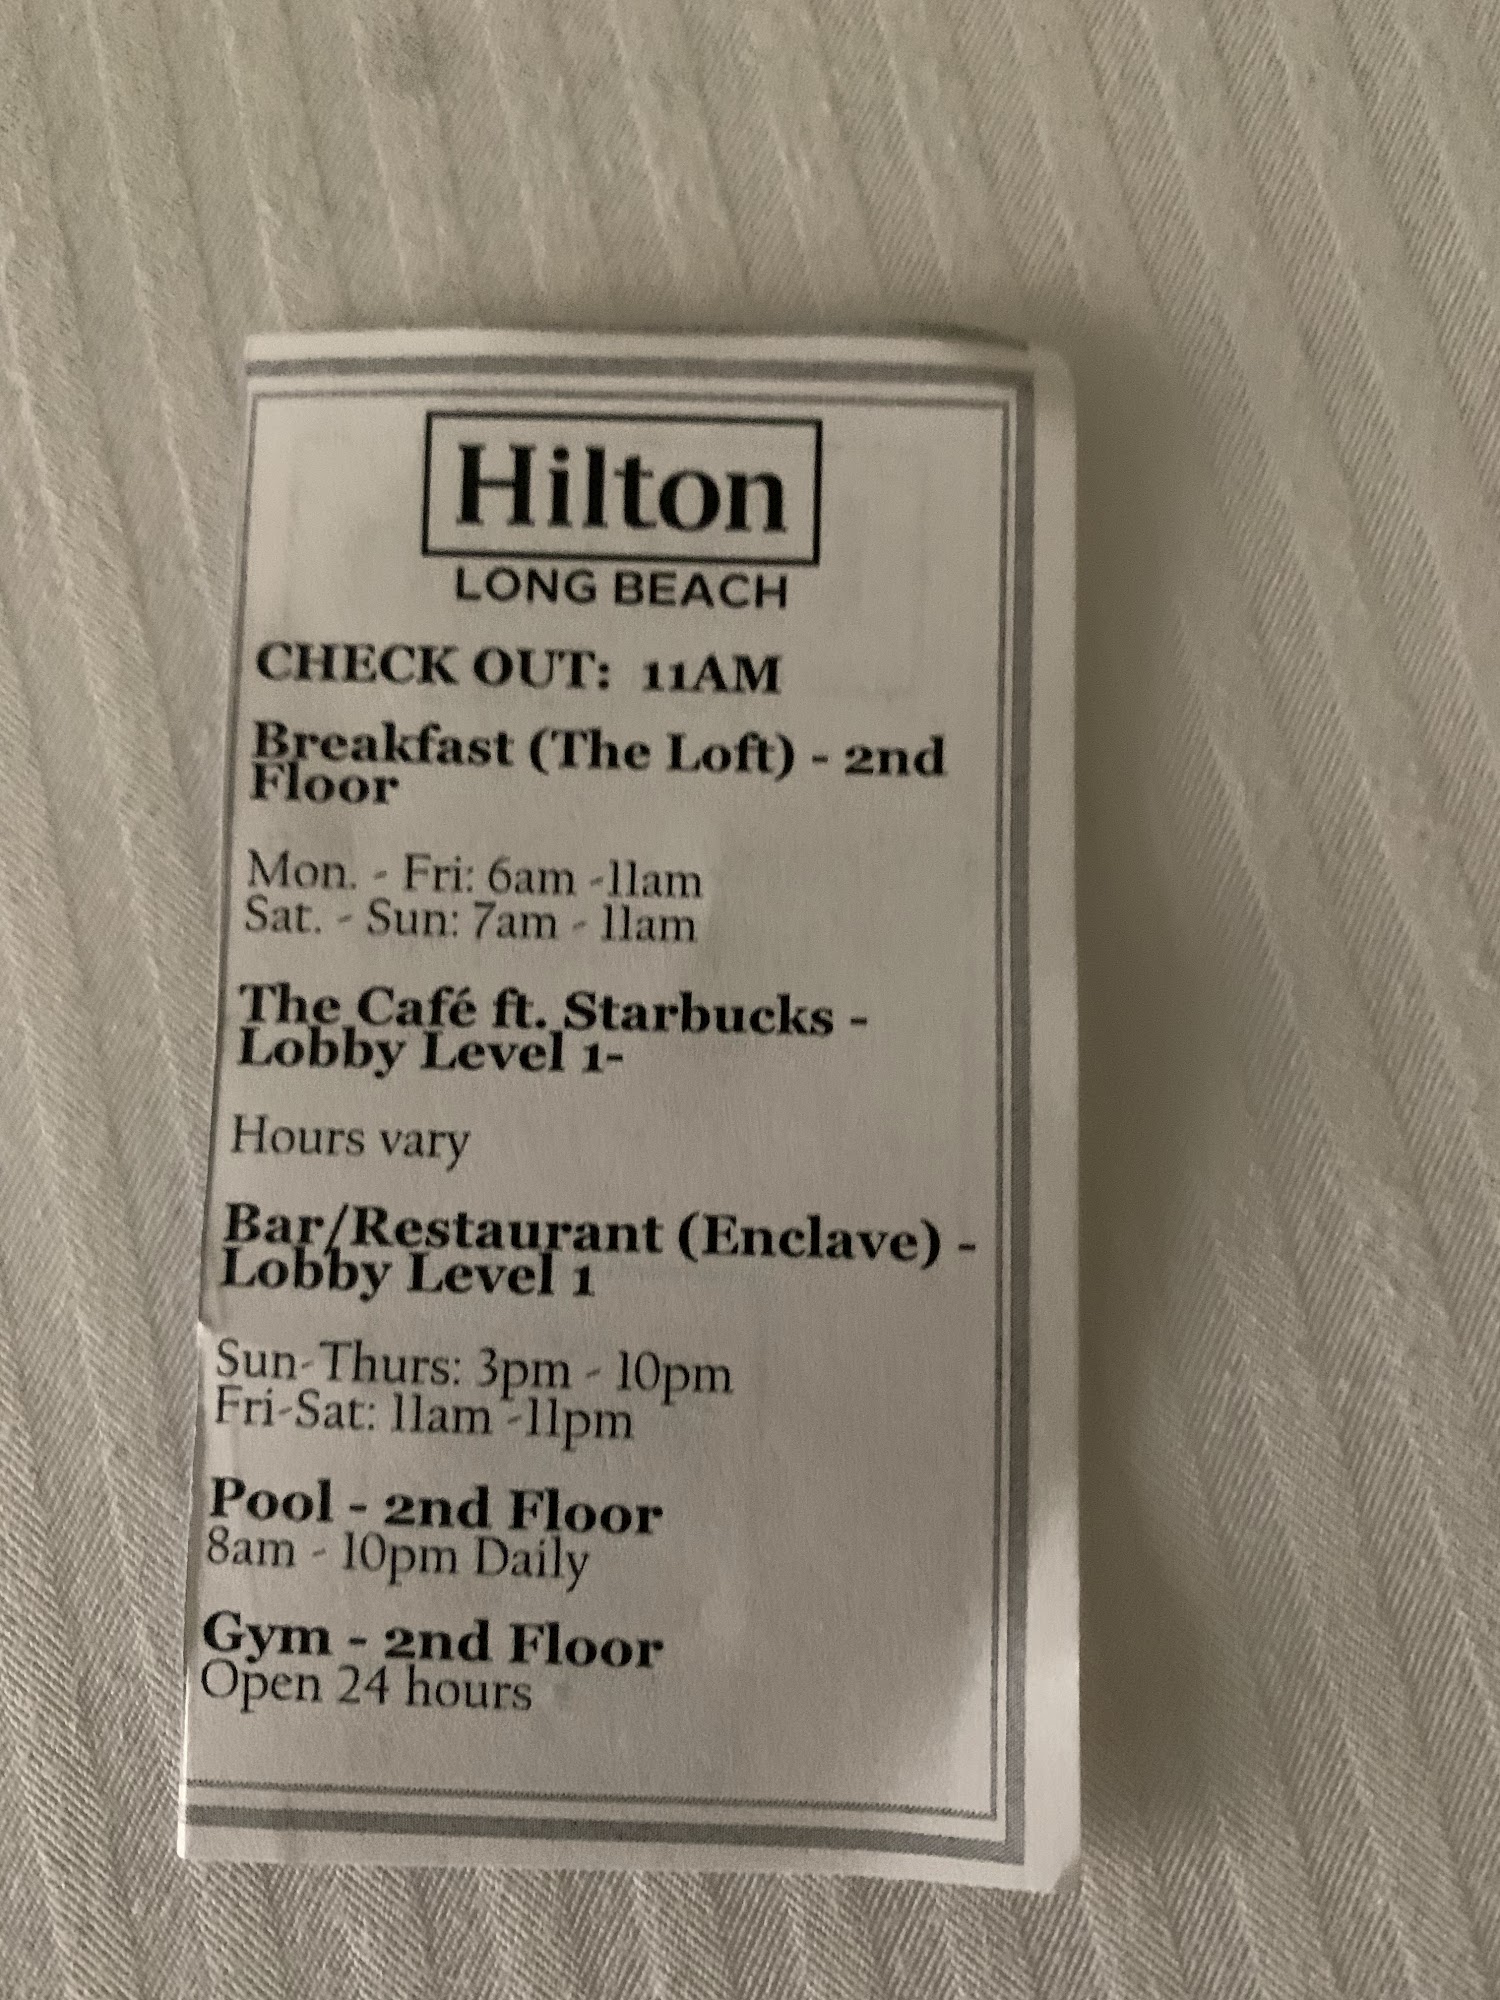 Hilton
LONG BEACH
CHECK OUT: 11AM
Breakfast (The Loft) - 2nd
Floor
Mon. - Fri: 6am -11am
Sat. - Sun: 7am - 11am
The Café ft. Starbucks -
Lobby Level 1-
Hours vary
Bar/Restaurant (Enclave) -
Lobby Level 1
Sun-Thurs: 3pm - 10pm
Fri-Sat: 11am -11pm
Pool - 2nd Floor
8am - 10pm Daily
Gym - 2nd Floor
Open 24 hours